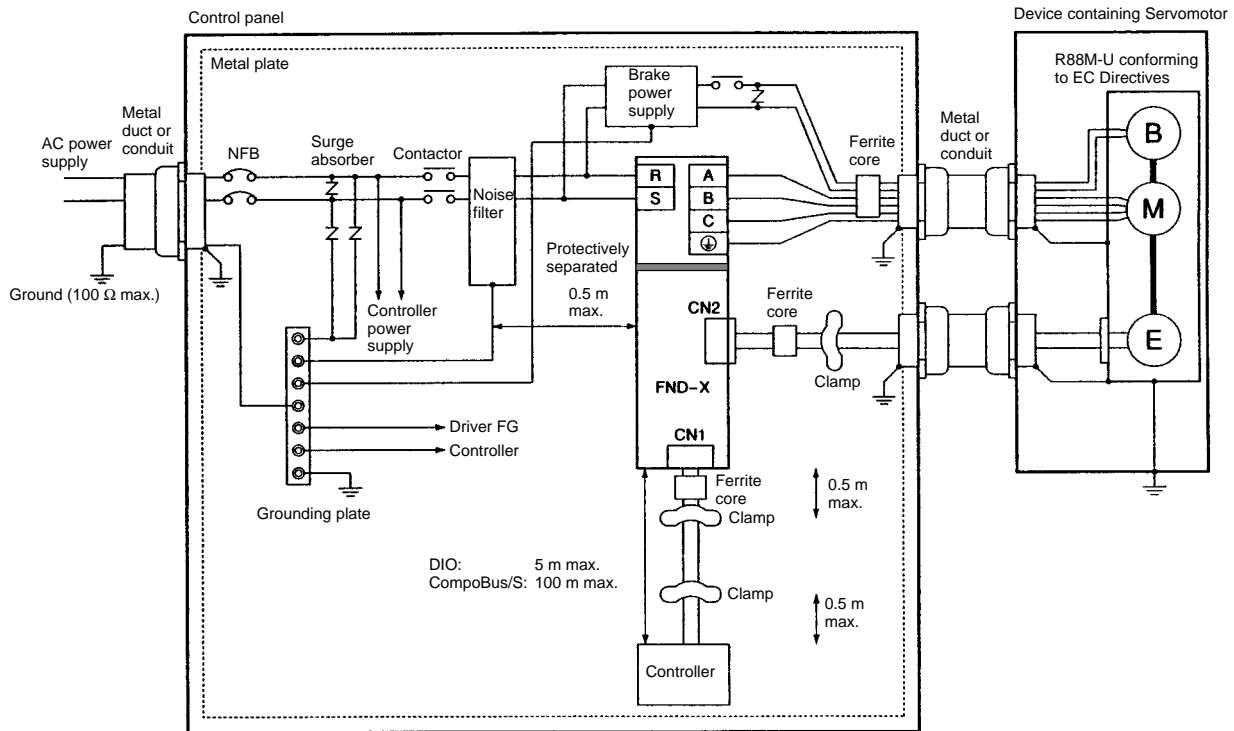 Control panel
Device containing Servomotor
Metal plate
R88M-U conforming
to EC Directives
Brake
power
supply
Metal
duct or
conduit
AC power
supply
NFB
Surge
absorber
Contactor
Noise
filter
R
S
A
B
C
Ferrite
core
Metal
duct or
conduit
B
M
E
Ground (100 Ω max.)
Protectively
separated
0.5 m
max.
Controller
power
supply
CN2
Ferrite
core
Clamp
FND-X
CN1
Driver FG
Controller
Grounding plate
Ferrite
core
Clamp
0.5 m
max.
DIO: 5 m max.
CompoBus/S: 100 m max.
Clamp
0.5 m
max.
Controller